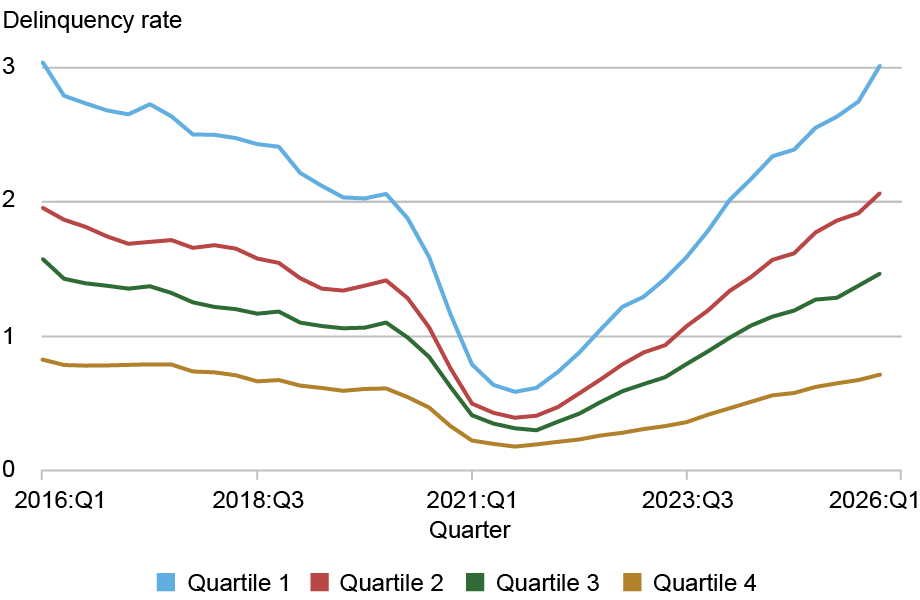 Delinquency rate
3
2
1
0
2016:Q1 2018:Q3 2021:Q1 2023:Q3 2026:Q1
Quarter
Quartile 1 Quartile 2 Quartile 3 Quartile 4